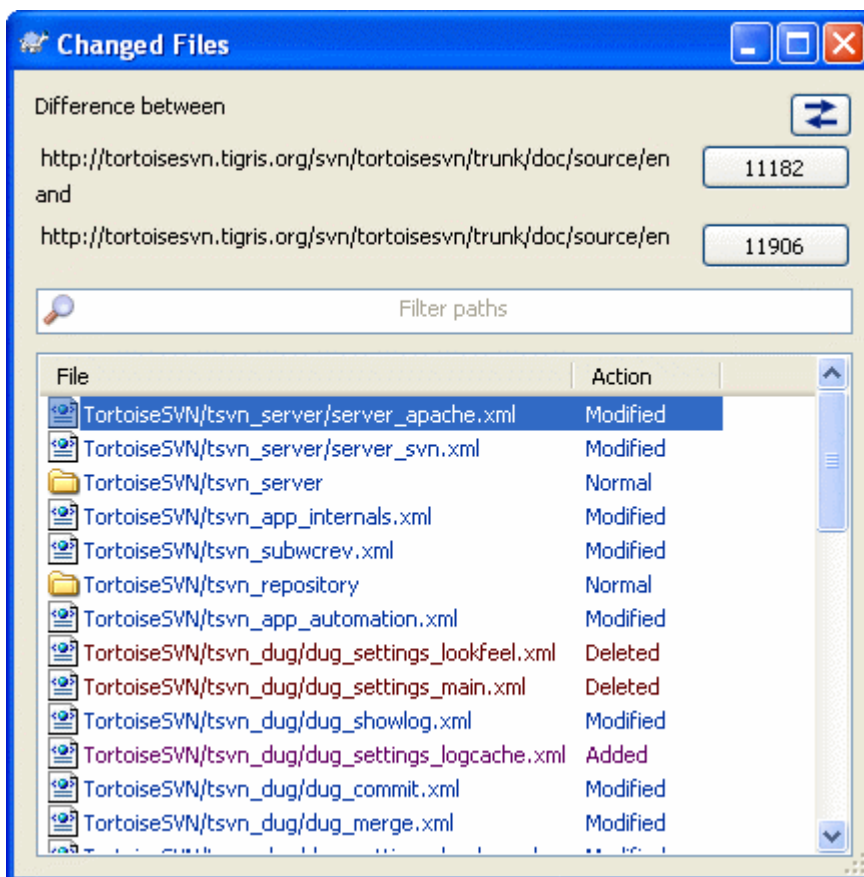 Changed Files
Difference between
http://tortoisesvn.tigris.org/svn/tortoisesvn/trunk/doc/source/en 11182
and
http://tortoisesvn.tigris.org/svn/tortoisesvn/trunk/doc/source/en 11906
Filter paths
File Action
TortoiseSVN/tsvn_server/server_apache.xml Modified
TortoiseSVN/tsvn_server/server_svn.xml Modified
TortoiseSVN/tsvn_server Normal
TortoiseSVN/tsvn_app_internals.xml Modified
TortoiseSVN/tsvn_subwcrev.xml Modified
TortoiseSVN/tsvn_repository Normal
TortoiseSVN/tsvn_app_automation.xml Modified
TortoiseSVN/tsvn_dug/dug_settings_lookfeel.xml Deleted
TortoiseSVN/tsvn_dug/dug_settings_main.xml Deleted
TortoiseSVN/tsvn_dug/dug_showlog.xml Modified
TortoiseSVN/tsvn_dug/dug_settings_logcache.xml Added
TortoiseSVN/tsvn_dug/dug_commit.xml Modified
TortoiseSVN/tsvn_dug/dug_merge.xml Modified